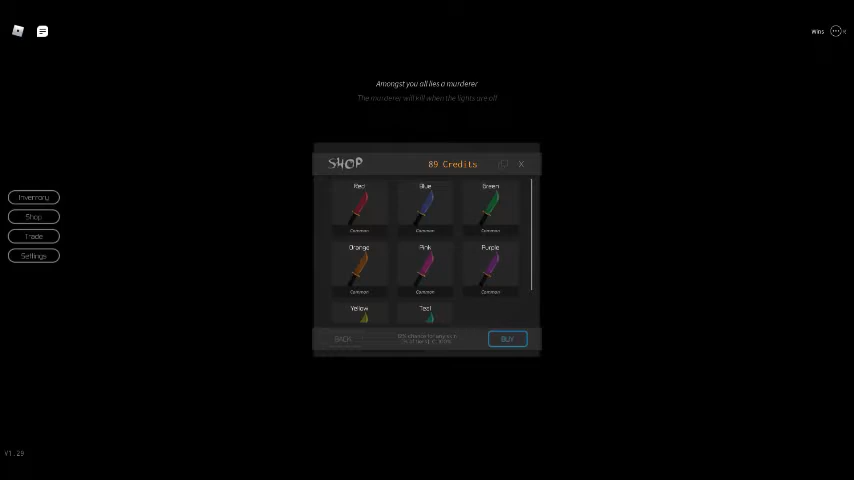 Wins
Amongst you all lies a murderer
The murderer will kill when the lights are off
SHOP
89 Credits
X
Red
Blue
Green
Common
Common
Common
Inventory
Shop
Trade
Settings
Orange
Pink
Purple
Common
Common
Common
Yellow
Teal
BACK
BUY
V1.29